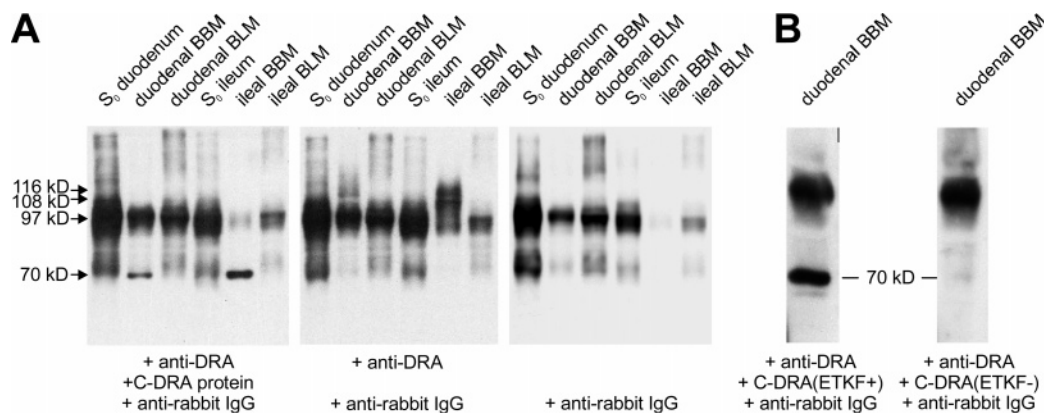 A
S₀ duodenum
duodenal BBM
duodenal BLM
S₀ ileum
ileal BBM
ileal BLM
S₀ duodenum
duodenal BBM
duodenal BLM
S₀ ileum
ileal BBM
ileal BLM
S₀ duodenum
duodenal BBM
duodenal BLM
S₀ ileum
ileal BBM
ileal BLM
116 kD
108 kD
97 kD
70 kD
+ anti-DRA
+C-DRA protein
+ anti-rabbit IgG
+ anti-DRA
+ anti-rabbit IgG
+ anti-rabbit IgG
B
duodenal BBM
duodenal BBM
70 kD
+ anti-DRA
+ C-DRA(ETKF+)
+ anti-rabbit IgG
+ anti-DRA
+ C-DRA(ETKF-)
+ anti-rabbit IgG